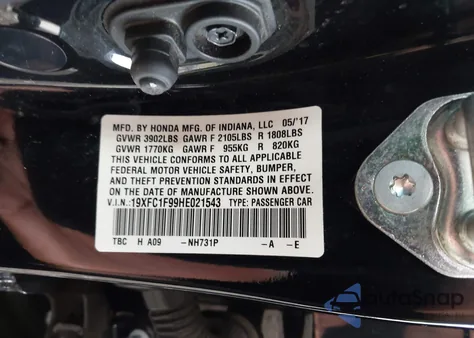 MFD. BY HONDA MFG. OF INDIANA, LLC 05/'17
GVWR 3902LBS GAWR F 2105LBS R 1808LBS
GVWR 1770KG GAWR F 955KG R 820KG
THIS VEHICLE CONFORMS TO ALL APPLICABLE
FEDERAL MOTOR VEHICLE SAFETY, BUMPER,
AND THEFT PREVENTION STANDARDS IN EFFECT
ON THE DATE OF MANUFACTURE SHOWN ABOVE.
V.I.N.: 19XFC1F99HE021543 TYPE: PASSENGER CAR
TBC H A09 -NH731P -A -E
AutoSnap